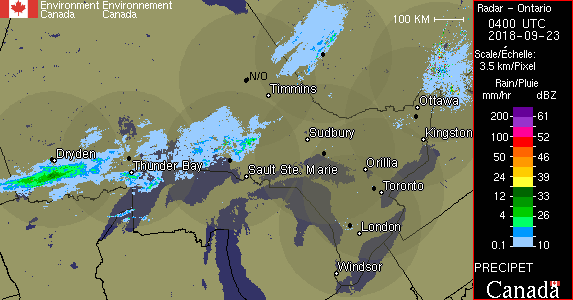 Environment Environnement
Canada Canada
100 KM
N/O
Timmins
Ottawa
Sudbury
Kingston
Dryden
Thunder Bay
Sault Ste. Marie
Orillia
Toronto
London
Windsor
Radar - Ontario
0400 UTC
2018-09-23
Scale/Échelle:
3.5 km/Pixel
Rain/Pluie
mm/hr dBZ
200 61
100 52
50 46
24 39
12 33
4 26
0.1 10
PRECIPET
Canada